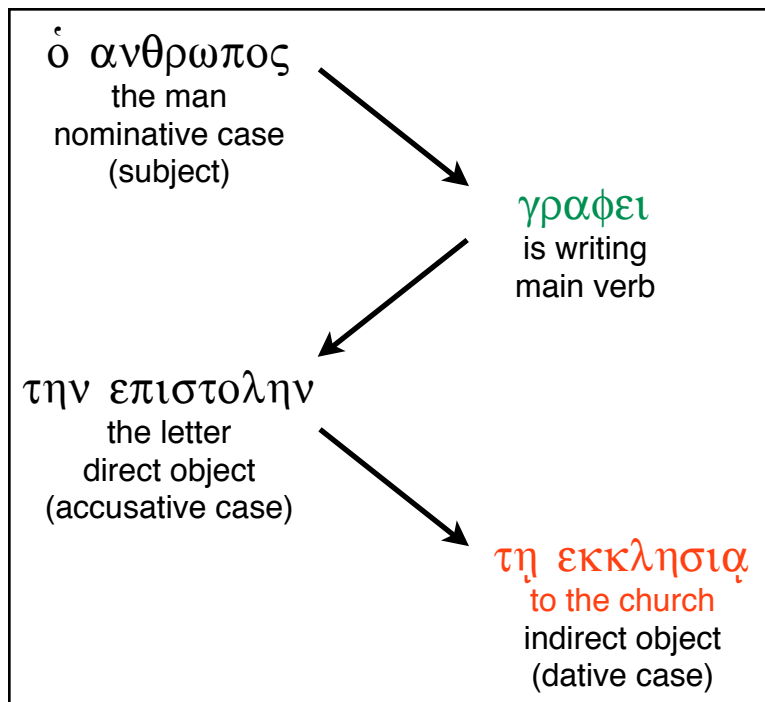 ὁ ανθρωπος
the man
nominative case
(subject)
γραφει
is writing
main verb
την επιστολην
the letter
direct object
(accusative case)
τῃ εκκλησιᾳ
to the church
indirect object
(dative case)